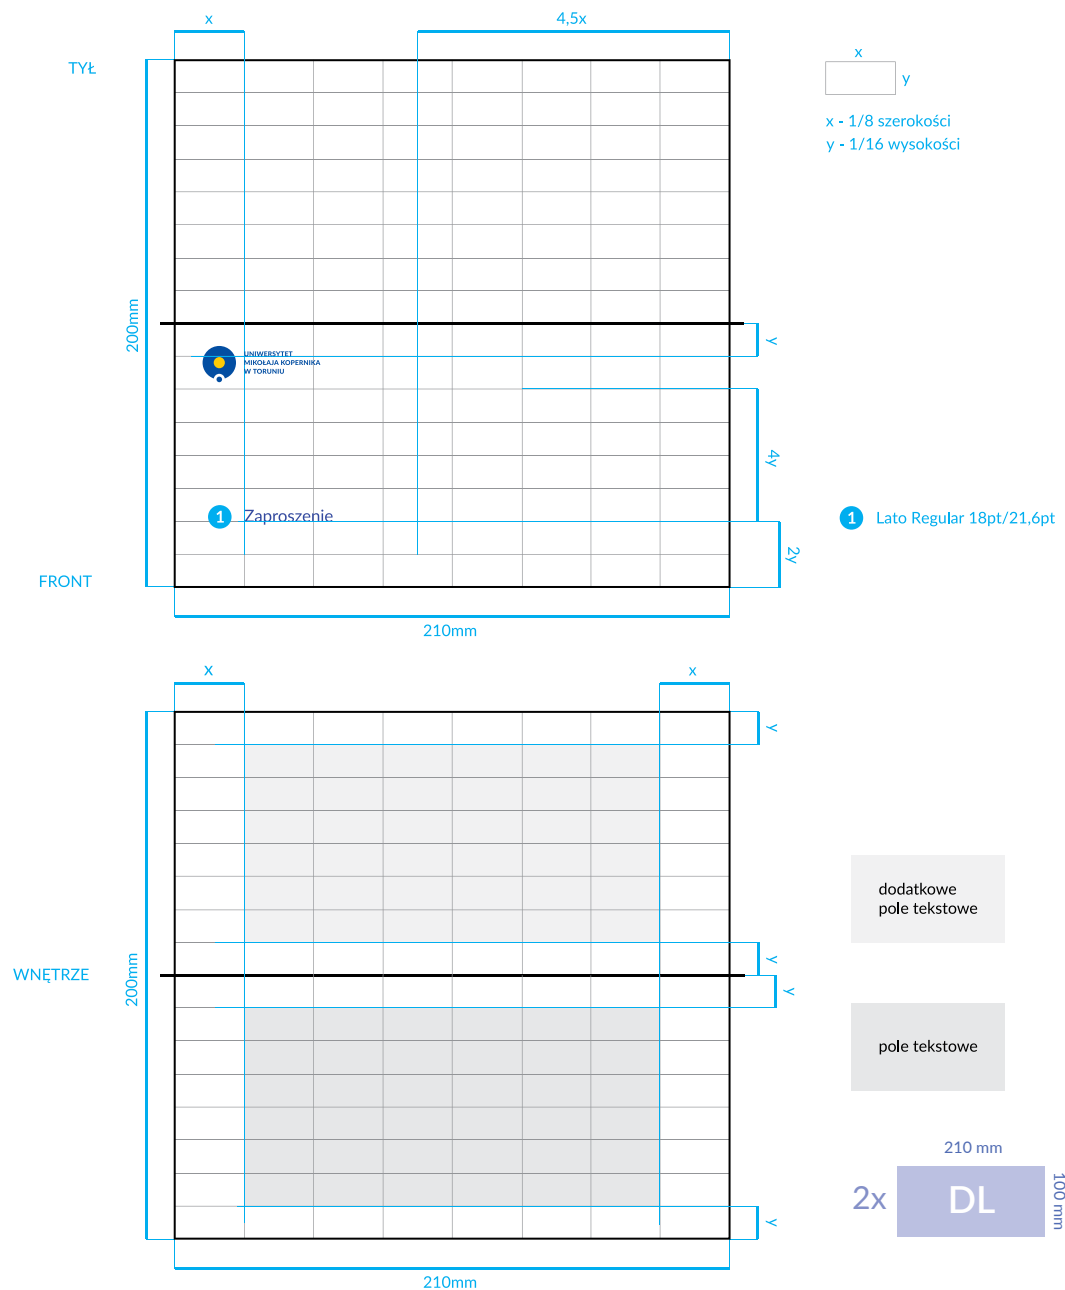 x
4,5x
TYŁ
x
y
x - 1/8 szerokości
y - 1/16 wysokości
200mm
y
UNIWERSYTET
MIKOŁAJA KOPERNIKA
W TORUNIU
4y
1 Zaproszenie
1 Lato Regular 18pt/21,6pt
2y
FRONT
210mm
x
x
y
dodatkowe
pole tekstowe
y
WNĘTRZE
200mm
y
pole tekstowe
210 mm
2x
DL
100 mm
y
210mm